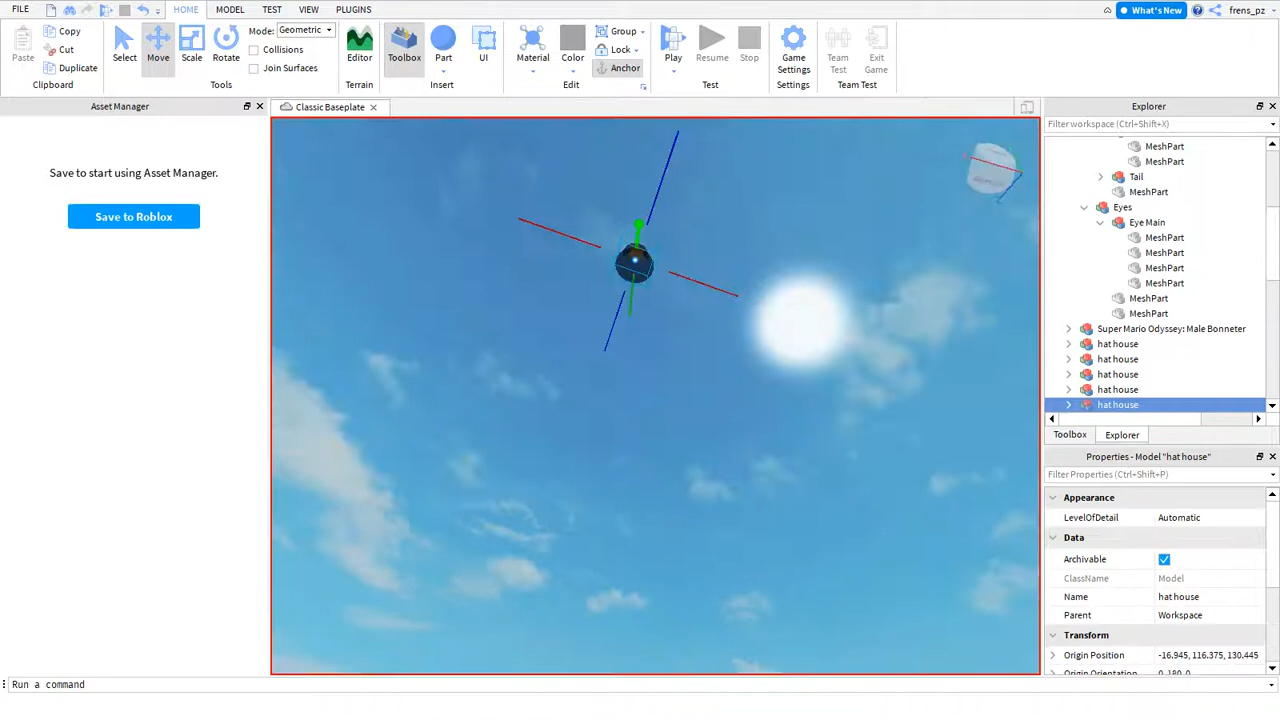 FILE HOME MODEL TEST VIEW PLUGINS What's New frens_pz
Paste Copy Cut Duplicate Clipboard
Select Move Scale Rotate Mode: Geometric Collisions Join Surfaces Tools
Editor Terrain
Toolbox Part UI Insert
Material Color Group Lock Anchor Edit
Play Resume Stop Test
Game Settings Settings
Team Test Exit Game Team Test
Asset Manager
Save to start using Asset Manager.
Save to Roblox
Classic Baseplate
Explorer
Filter workspace (Ctrl+Shift+X)
MeshPart
MeshPart
Tail
MeshPart
Eyes
Eye Main
MeshPart
MeshPart
MeshPart
MeshPart
MeshPart
MeshPart
Super Mario Odyssey: Male Bonneter
hat house
hat house
hat house
hat house
hat house
Toolbox Explorer
Properties - Model "hat house"
Filter Properties (Ctrl+Shift+P)
Appearance
LevelOfDetail Automatic
Data
Archivable
ClassName Model
Name hat house
Parent Workspace
Transform
Origin Position -16.945, 116.375, 130.445
Origin Orientation 0, 180, 0
Run a command